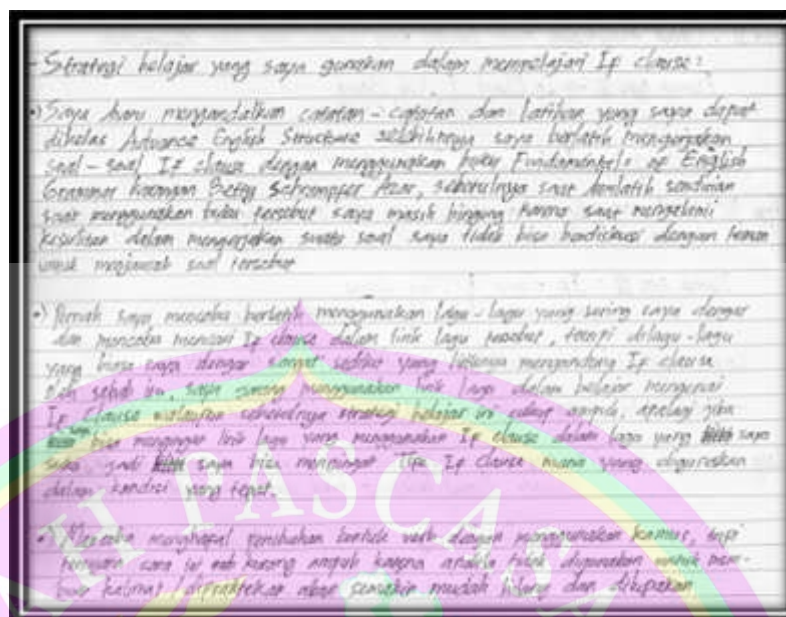 - Strategi belajar yang saya gunakan dalam mempelajari If clause:
•) Saya hanya mengandalkan catatan-catatan dan latihan yang saya dapat
dikelas Advance English Structure selebihnya saya berlatih mengerjakan
soal-soal If clause dengan menggunakan buku Fundamentals of English
Grammar karangan Betty Schrampfer Azar, sebetulnya saat berlatih sendirian
saat menggunakan buku tersebut saya masih bingung karena saat mengalami
kesulitan dalam mengerjakan suatu soal saya tidak bisa berdiskusi dengan teman
untuk menjawab soal tersebut
•) Pernah saya mencoba berlatih menggunakan lagu-lagu yang sering saya dengar
dan mencoba mencari If clause dalam lirik lagu tersebut, tetapi dilagu-lagu
yang biasa saya dengar sangat sedikit yang liriknya mengandung If clause
oleh sebab itu, saya jarang menggunakan lirik lagu dalam belajar mengenai
If Clause walaupun sebetulnya strategi belajar ini cukup ampuh, apalagi jika
saya bisa mengingat lirik lagu yang menggunakan If clause dalam lagu yang saya
suka jadi saya bisa mengingat Tipe If Clause mana yang digunakan
dalam kondisi yang tepat.
•) Mencoba menghapal perubahan bentuk verb dengan menggunakan kamus, tapi
ternyata cara ini kurang ampuh karena apabila tidak digunakan untuk mem-
buat kalimat / dipraktekan akan semakin mudah hilang dan dilupakan
AH PASCASA